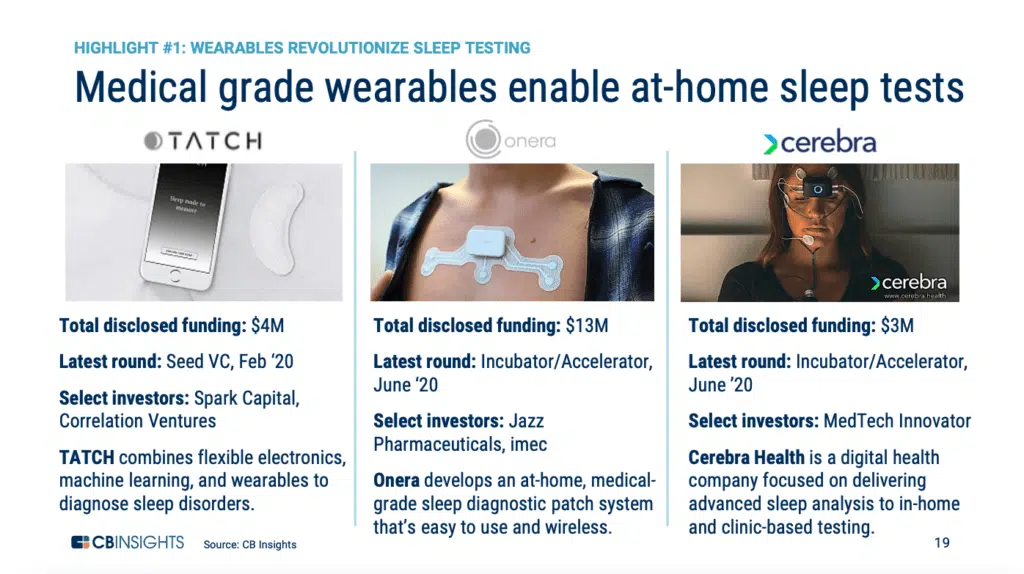 HIGHLIGHT #1: WEARABLES REVOLUTIONIZE SLEEP TESTING
Medical grade wearables enable at-home sleep tests
TATCH
Sleep made to
measure
Total disclosed funding: $4M
Latest round: Seed VC, Feb ‘20
Select investors: Spark Capital,
Correlation Ventures
TATCH combines flexible electronics,
machine learning, and wearables to
diagnose sleep disorders.
onera
Total disclosed funding: $13M
Latest round: Incubator/Accelerator,
June ’20
Select investors: Jazz
Pharmaceuticals, imec
Onera develops an at-home, medical-
grade sleep diagnostic patch system
that’s easy to use and wireless.
cerebra
cerebra
www.cerebra.health
Total disclosed funding: $3M
Latest round: Incubator/Accelerator,
June ’20
Select investors: MedTech Innovator
Cerebra Health is a digital health
company focused on delivering
advanced sleep analysis to in-home
and clinic-based testing.
CBINSIGHTS
Source: CB Insights
19